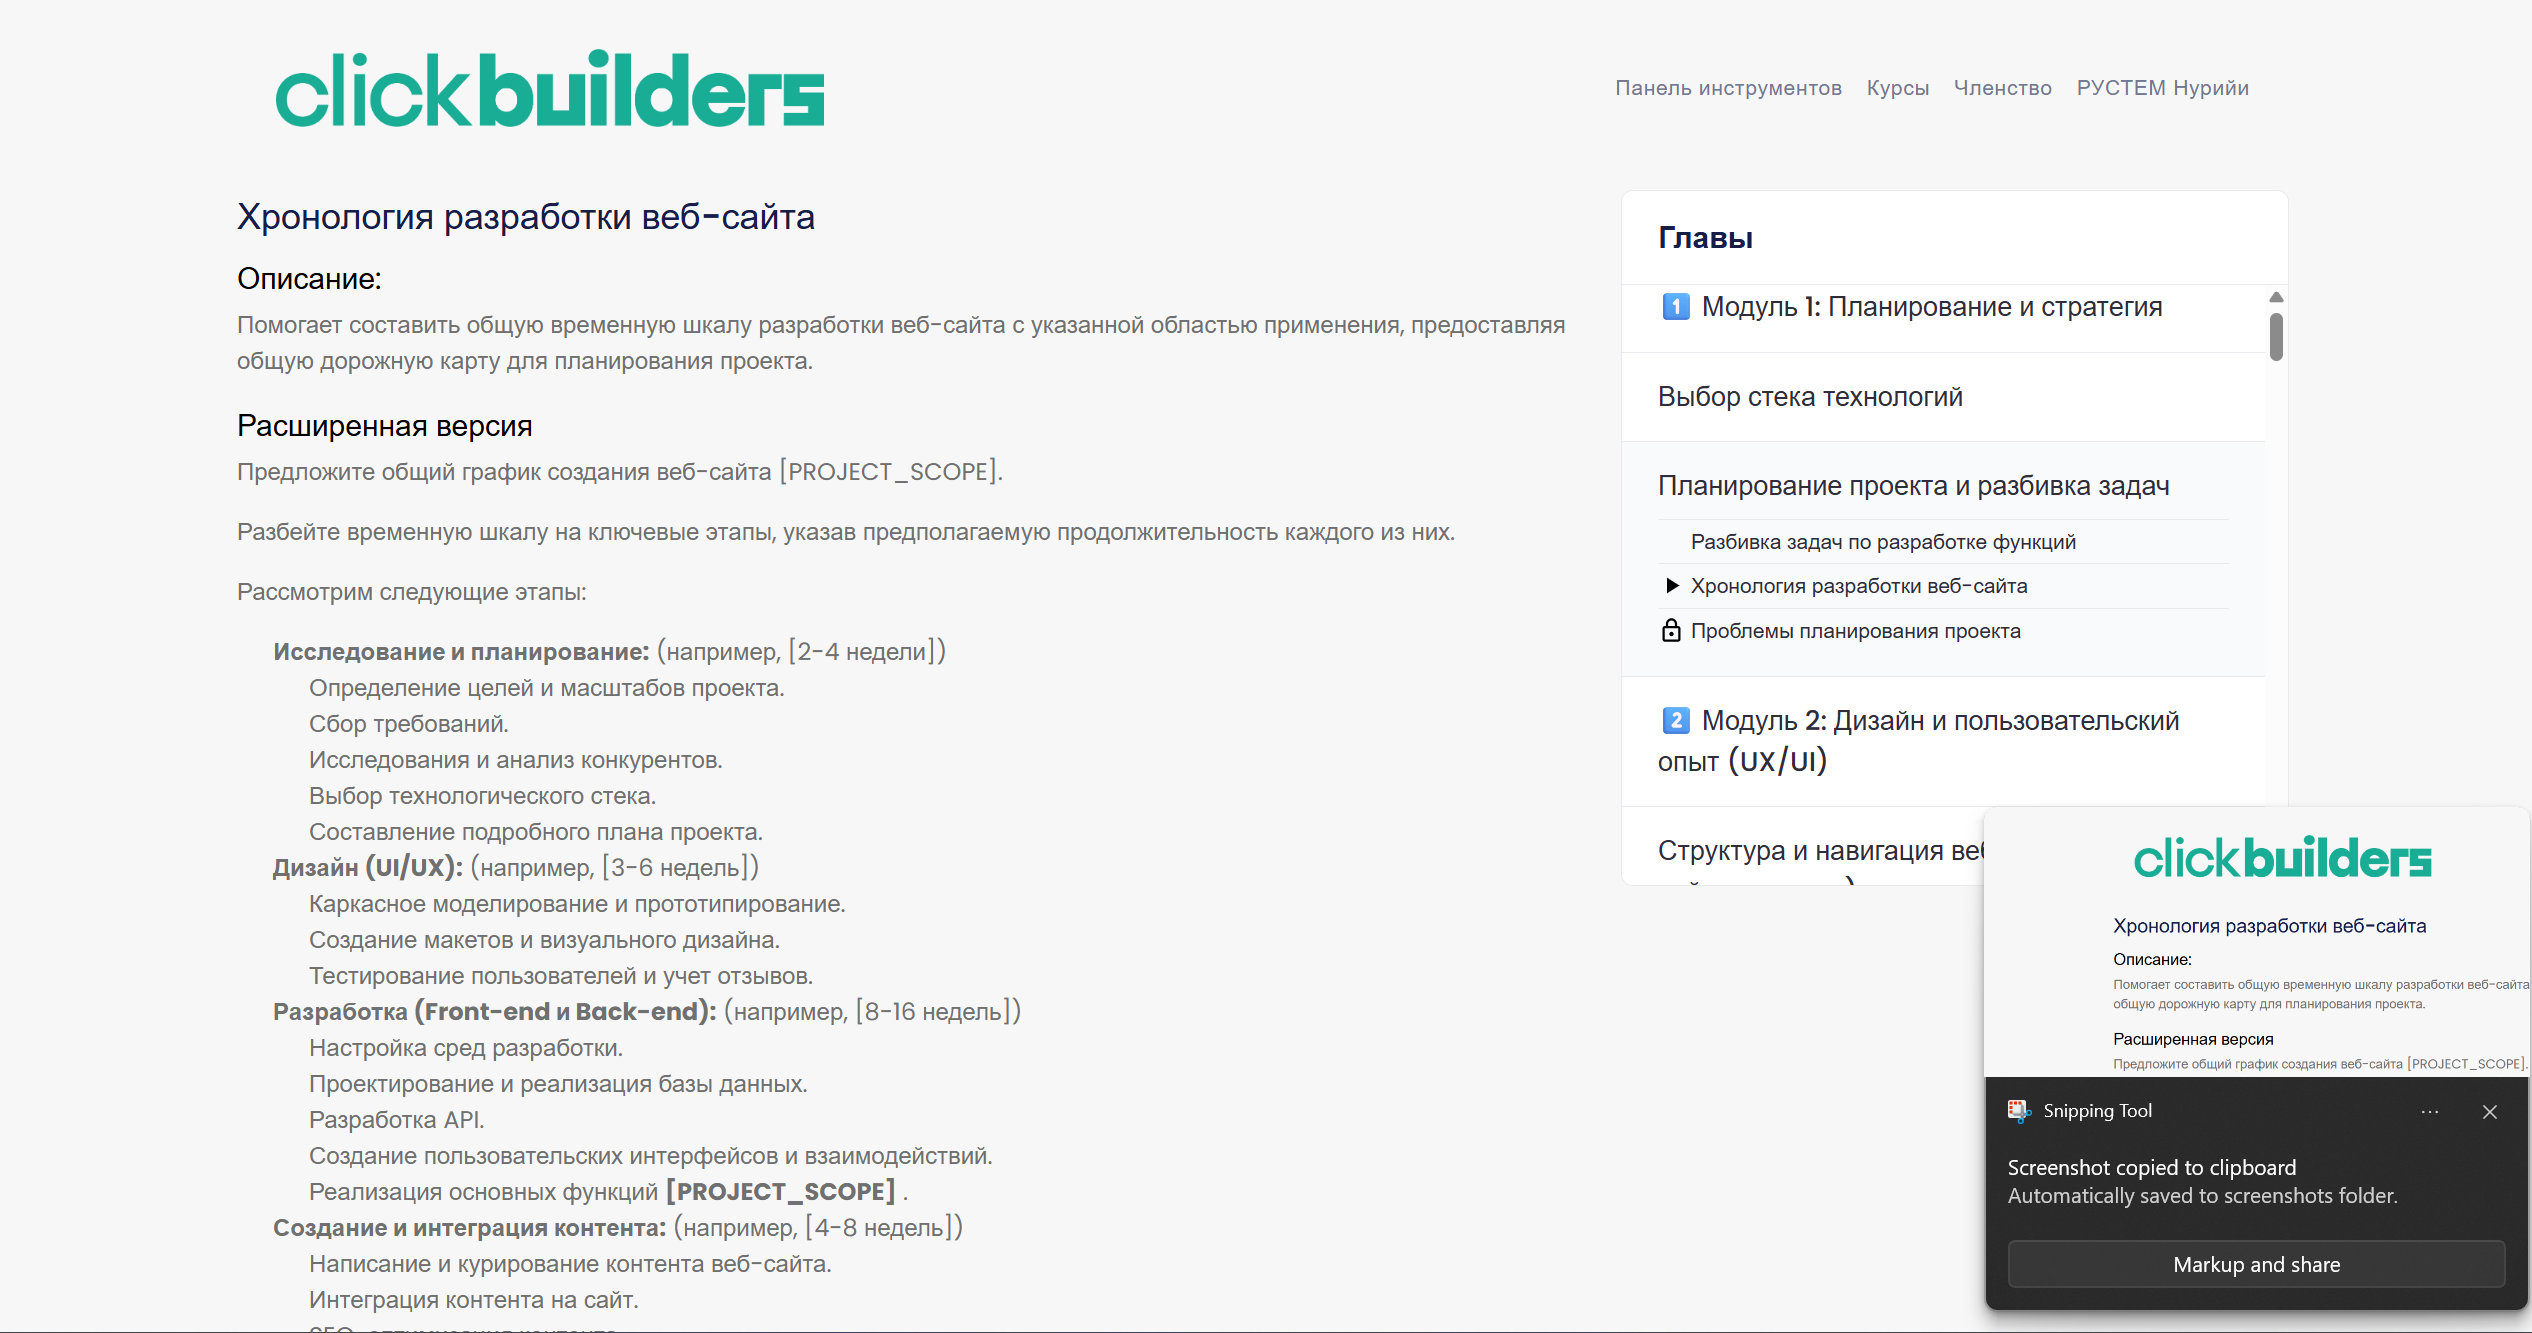 clickbuilders
Панель инструментов Курсы Членство РУСТЕМ Нурийи
Хронология разработки веб-сайта
Описание:
Помогает составить общую временную шкалу разработки веб-сайта с указанной областью применения, предоставляя
общую дорожную карту для планирования проекта.
Расширенная версия
Предложите общий график создания веб-сайта [PROJECT_SCOPE].
Разбейте временную шкалу на ключевые этапы, указав предполагаемую продолжительность каждого из них.
Рассмотрим следующие этапы:
Исследование и планирование: (например, [2-4 недели])
Определение целей и масштабов проекта.
Сбор требований.
Исследования и анализ конкурентов.
Выбор технологического стека.
Составление подробного плана проекта.
Дизайн (UI/UX): (например, [3-6 недель])
Каркасное моделирование и прототипирование.
Создание макетов и визуального дизайна.
Тестирование пользователей и учет отзывов.
Разработка (Front-end и Back-end): (например, [8-16 недель])
Настройка сред разработки.
Проектирование и реализация базы данных.
Разработка API.
Создание пользовательских интерфейсов и взаимодействий.
Реализация основных функций [PROJECT_SCOPE] .
Создание и интеграция контента: (например, [4-8 недель])
Написание и курирование контента веб-сайта.
Интеграция контента на сайт.
Главы
1 Модуль 1: Планирование и стратегия
Выбор стека технологий
Планирование проекта и разбивка задач
Разбивка задач по разработке функций
Хронология разработки веб-сайта
Проблемы планирования проекта
2 Модуль 2: Дизайн и пользовательский
опыт (UX/UI)
Структура и навигация
clickbuilders
Хронология разработки веб-сайта
Описание:
Помогает составить общую временную шкалу разработки веб-сайта
общую дорожную карту для планирования проекта.
Расширенная версия
Предложите общий график создания веб-сайта [PROJECT_SCOPE].
Snipping Tool
Screenshot copied to clipboard
Automatically saved to screenshots folder.
Markup and share